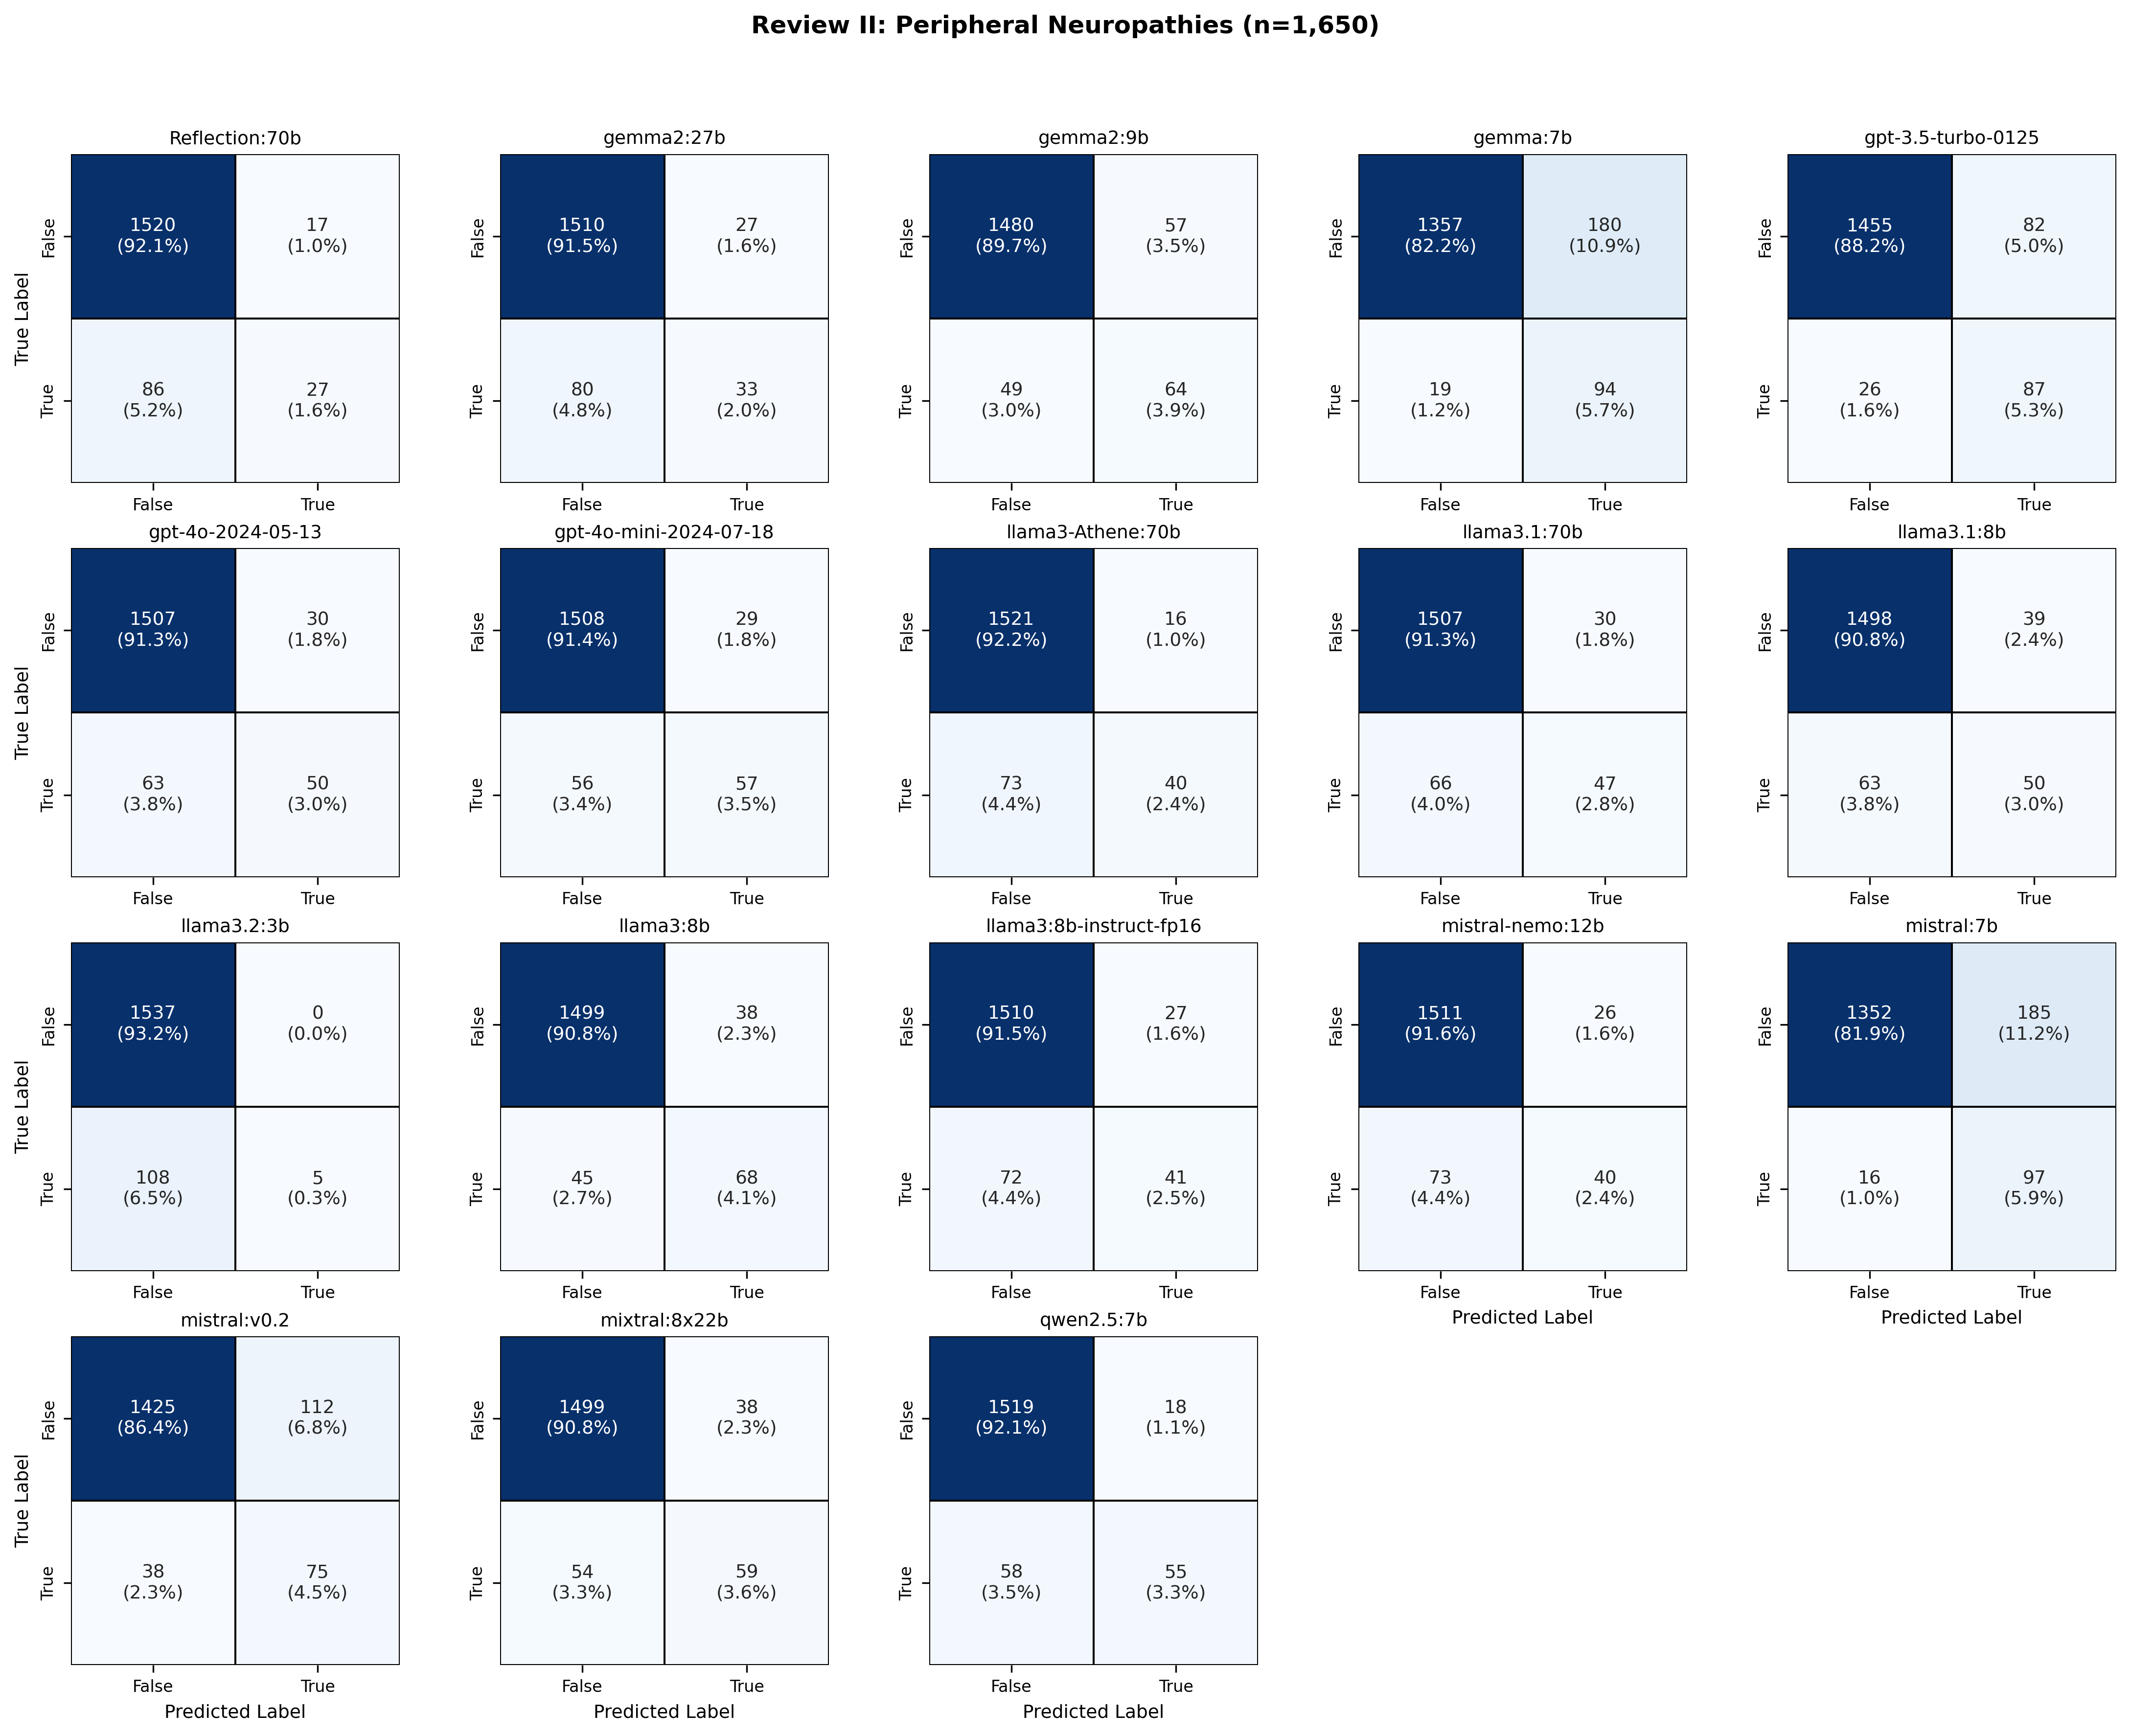 Review II: Peripheral Neuropathies (n=1,650)
Reflection:70b
True Label
False
True
1520
(92.1%)
17
(1.0%)
86
(5.2%)
27
(1.6%)
False
True
gemma2:27b
False
True
1510
(91.5%)
27
(1.6%)
80
(4.8%)
33
(2.0%)
False
True
gemma2:9b
False
True
1480
(89.7%)
57
(3.5%)
49
(3.0%)
64
(3.9%)
False
True
gemma:7b
False
True
1357
(82.2%)
180
(10.9%)
19
(1.2%)
94
(5.7%)
False
True
gpt-3.5-turbo-0125
False
True
1455
(88.2%)
82
(5.0%)
26
(1.6%)
87
(5.3%)
False
True
gpt-4o-2024-05-13
True Label
False
True
1507
(91.3%)
30
(1.8%)
63
(3.8%)
50
(3.0%)
False
True
gpt-4o-mini-2024-07-18
False
True
1508
(91.4%)
29
(1.8%)
56
(3.4%)
57
(3.5%)
False
True
llama3-Athene:70b
False
True
1521
(92.2%)
16
(1.0%)
73
(4.4%)
40
(2.4%)
False
True
llama3.1:70b
False
True
1507
(91.3%)
30
(1.8%)
66
(4.0%)
47
(2.8%)
False
True
llama3.1:8b
False
True
1498
(90.8%)
39
(2.4%)
63
(3.8%)
50
(3.0%)
False
True
llama3.2:3b
True Label
False
True
1537
(93.2%)
0
(0.0%)
108
(6.5%)
5
(0.3%)
False
True
llama3:8b
False
True
1499
(90.8%)
38
(2.3%)
45
(2.7%)
68
(4.1%)
False
True
llama3:8b-instruct-fp16
False
True
1510
(91.5%)
27
(1.6%)
72
(4.4%)
41
(2.5%)
False
True
mistral-nemo:12b
False
True
1511
(91.6%)
26
(1.6%)
73
(4.4%)
40
(2.4%)
False
True
Predicted Label
mistral:7b
False
True
1352
(81.9%)
185
(11.2%)
16
(1.0%)
97
(5.9%)
False
True
Predicted Label
mistral:v0.2
True Label
False
True
1425
(86.4%)
112
(6.8%)
38
(2.3%)
75
(4.5%)
False
True
Predicted Label
mixtral:8x22b
False
True
1499
(90.8%)
38
(2.3%)
54
(3.3%)
59
(3.6%)
False
True
Predicted Label
qwen2.5:7b
False
True
1519
(92.1%)
18
(1.1%)
58
(3.5%)
55
(3.3%)
False
True
Predicted Label